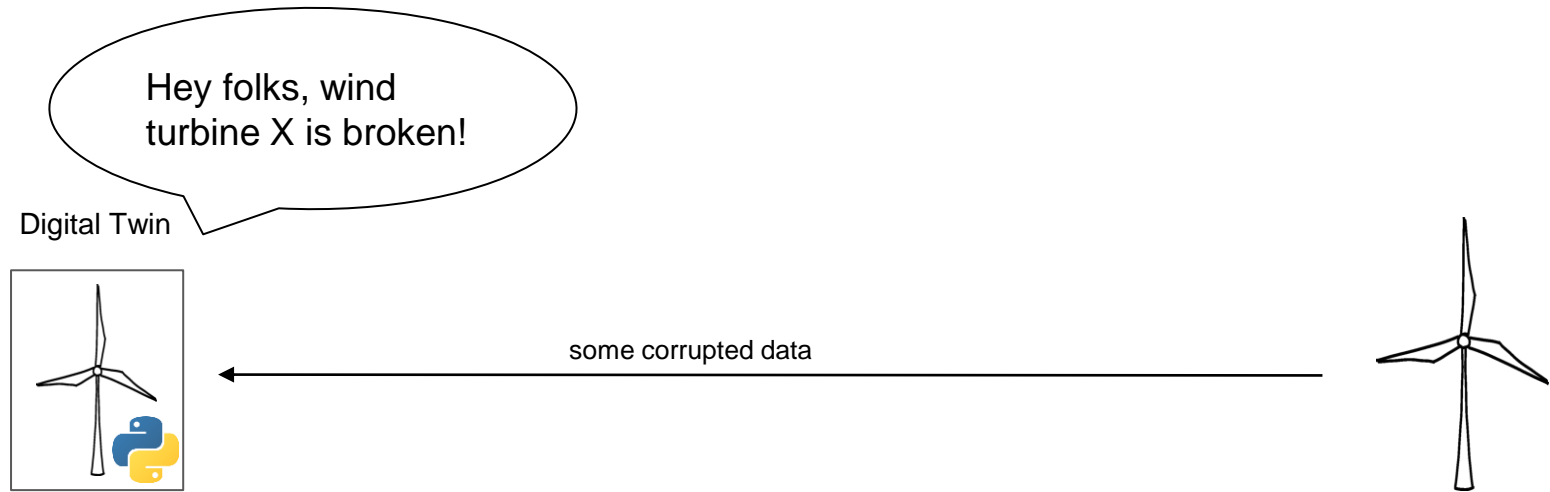 Hey folks, wind
turbine X is broken!
Digital Twin
some corrupted data